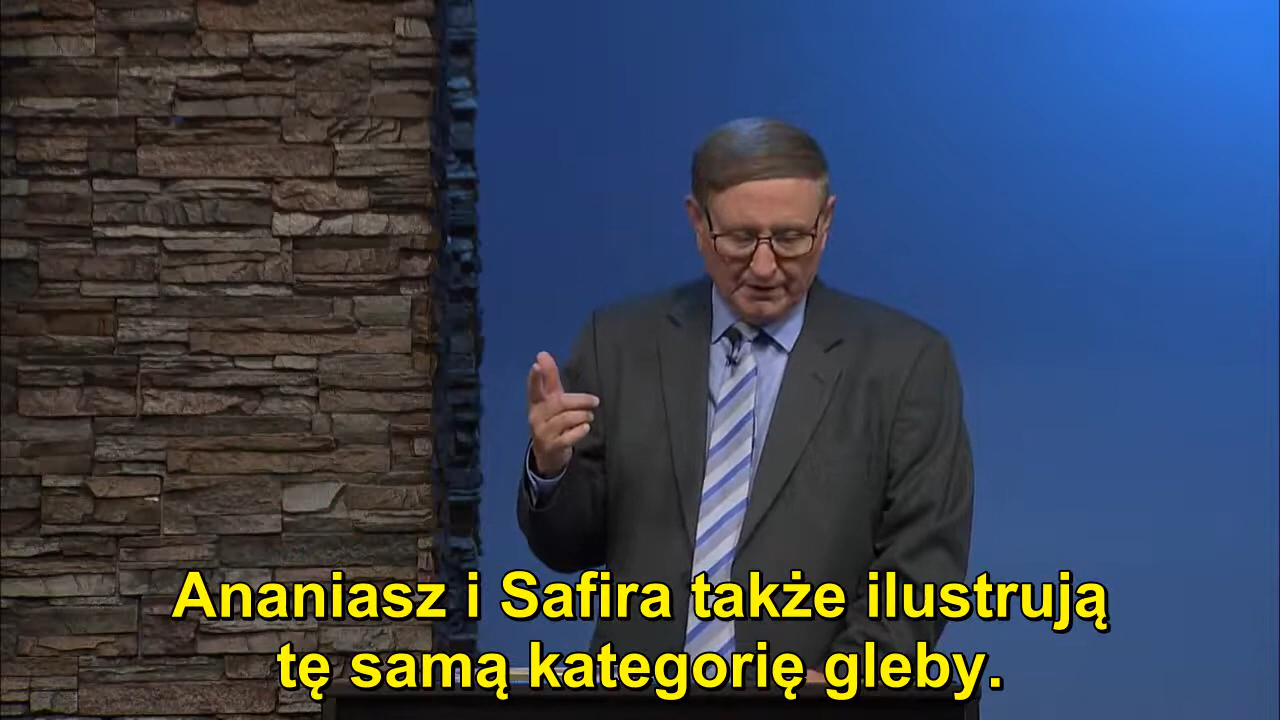 Ananiasz i Safira także ilustrują
tę samą kategorię gleby.